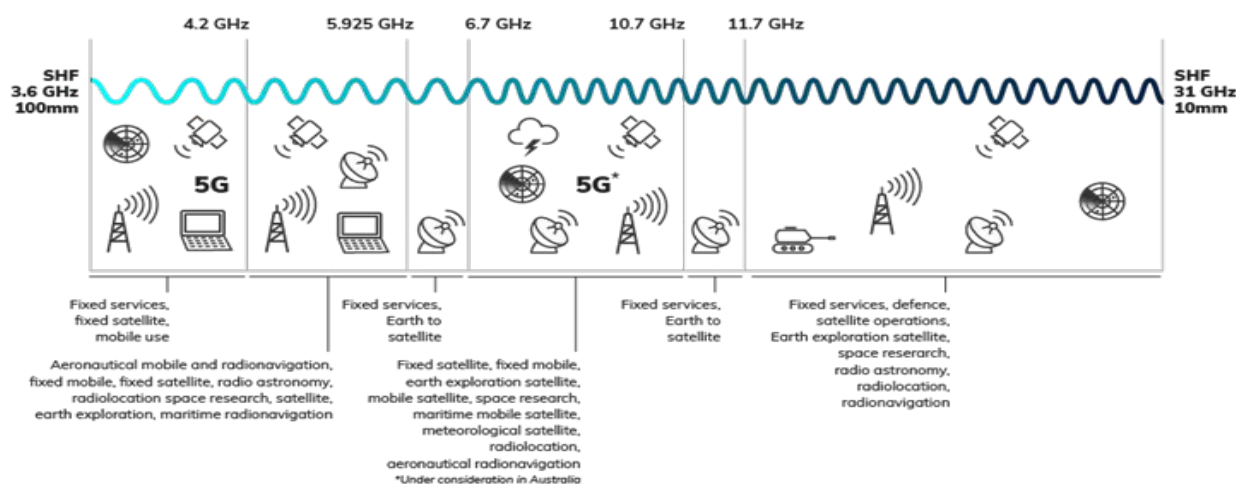 4.2 GHz
5.925 GHz
6.7 GHz
10.7 GHz
11.7 GHz
SHF
3.6 GHz
100mm
SHF
31 GHz
10mm
5G
5G*
Fixed services,
fixed satellite,
mobile use
Aeronautical mobile and radionavigation,
fixed mobile, fixed satellite, radio astronomy,
radiolocation space research, satellite,
earth exploration, maritime radionavigation
Fixed services,
Earth to
satellite
Fixed satellite, fixed mobile,
earth exploration satellite,
mobile satellite, space research,
maritime mobile satellite,
meteorological satellite,
radiolocation,
aeronautical radionavigation
*Under consideration in Australia
Fixed services,
Earth to
satellite
Fixed services, defence,
satellite operations,
Earth exploration satellite,
space reserarch,
radio astronomy,
radiolocation,
radionavigation